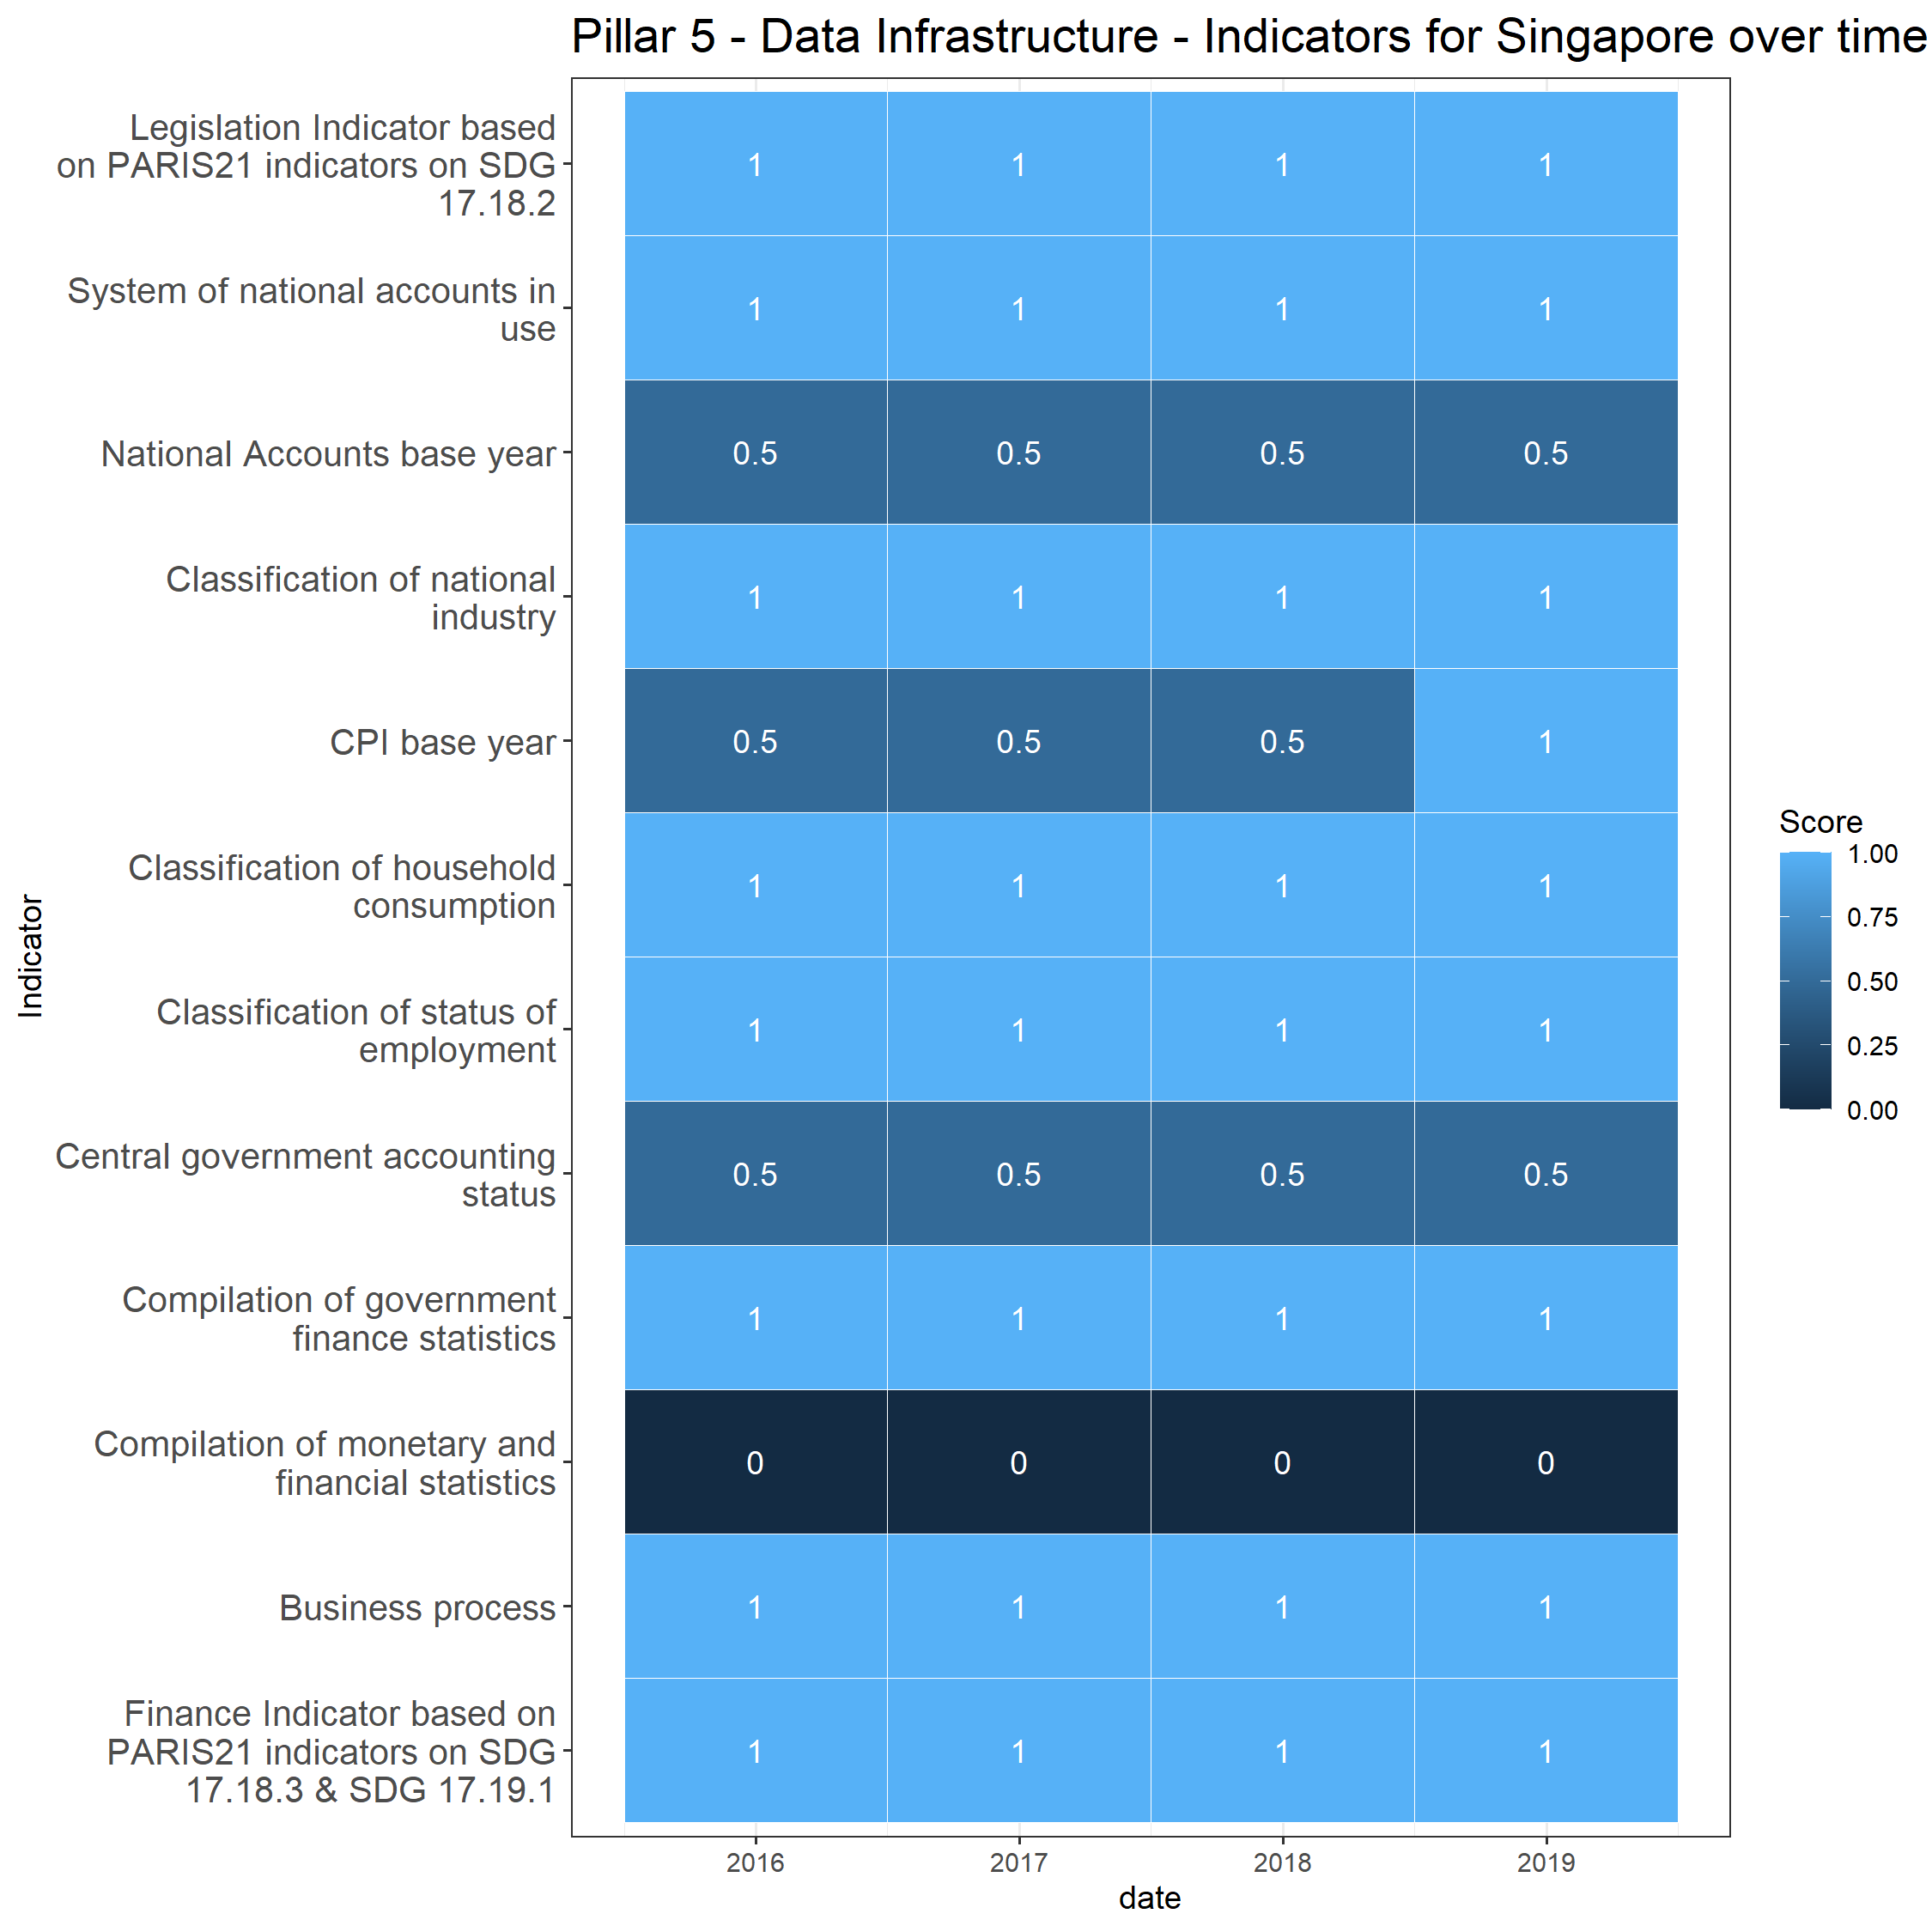 Pillar 5 - Data Infrastructure - Indicators for Singapore over time
Indicator
Legislation Indicator based
on PARIS21 indicators on SDG
17.18.2
1 1 1 1
System of national accounts in
use
1 1 1 1
National Accounts base year
0.5 0.5 0.5 0.5
Classification of national
industry
1 1 1 1
CPI base year
0.5 0.5 0.5 1
Classification of household
consumption
1 1 1 1
Classification of status of
employment
1 1 1 1
Central government accounting
status
0.5 0.5 0.5 0.5
Compilation of government
finance statistics
1 1 1 1
Compilation of monetary and
financial statistics
0 0 0 0
Business process
1 1 1 1
Finance Indicator based on
PARIS21 indicators on SDG
17.18.3 & SDG 17.19.1
1 1 1 1
2016 2017 2018 2019
date
Score
1.00
0.75
0.50
0.25
0.00